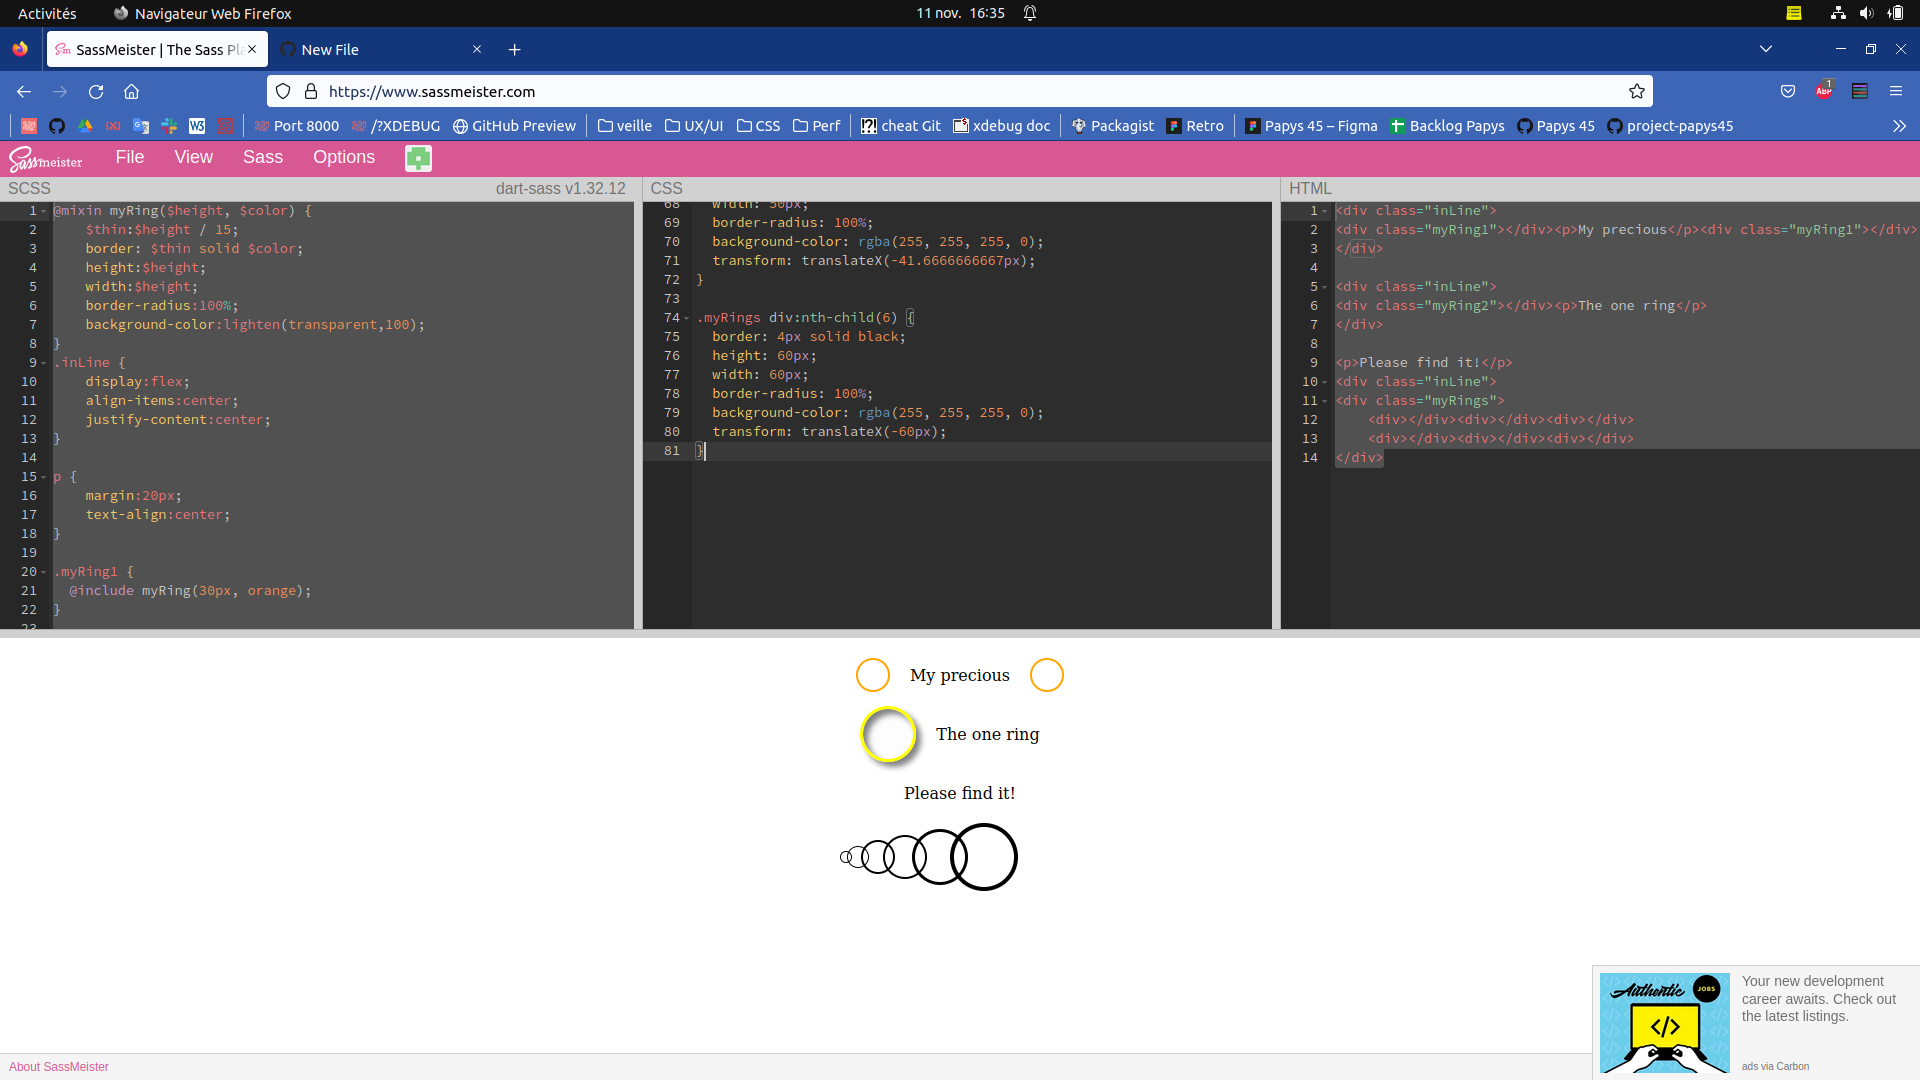 Activités
Navigateur Web Firefox
11 nov. 16:35
SassMeister | The Sass Pl
New File
https://www.sassmeister.com
1
ABP
Port 8000
/?XDEBUG
GitHub Preview
veille
UX/UI
CSS
Perf
cheat Git
xdebug doc
Packagist
Retro
Papys 45 – Figma
Backlog Papys
Papys 45
project-papys45
SassMeister
File
View
Sass
Options
SCSS
dart-sass v1.32.12
1 @mixin myRing($height, $color) {
2 $thin:$height / 15;
3 border: $thin solid $color;
4 height:$height;
5 width:$height;
6 border-radius:100%;
7 background-color:lighten(transparent,100);
8 }
9 .inLine {
10 display:flex;
11 align-items:center;
12 justify-content:center;
13 }
14
15 p {
16 margin:20px;
17 text-align:center;
18 }
19
20 .myRing1 {
21 @include myRing(30px, orange);
22 }
23
CSS
68 width: 50px;
69 border-radius: 100%;
70 background-color: rgba(255, 255, 255, 0);
71 transform: translateX(-41.6666666667px);
72 }
73
74 .myRings div:nth-child(6) {
75 border: 4px solid black;
76 height: 60px;
77 width: 60px;
78 border-radius: 100%;
79 background-color: rgba(255, 255, 255, 0);
80 transform: translateX(-60px);
81 }
HTML
1 <div class="inLine">
2 <div class="myRing1"></div><p>My precious</p><div class="myRing1"></div>
3 </div>
4
5 <div class="inLine">
6 <div class="myRing2"></div><p>The one ring</p>
7 </div>
8
9 <p>Please find it!</p>
10 <div class="inLine">
11 <div class="myRings">
12 <div></div><div></div><div></div>
13 <div></div><div></div><div></div>
14 </div>
My precious
The one ring
Please find it!
Authentic
JOBS
</>
Your new development
career awaits. Check out
the latest listings.
ads via Carbon
About SassMeister